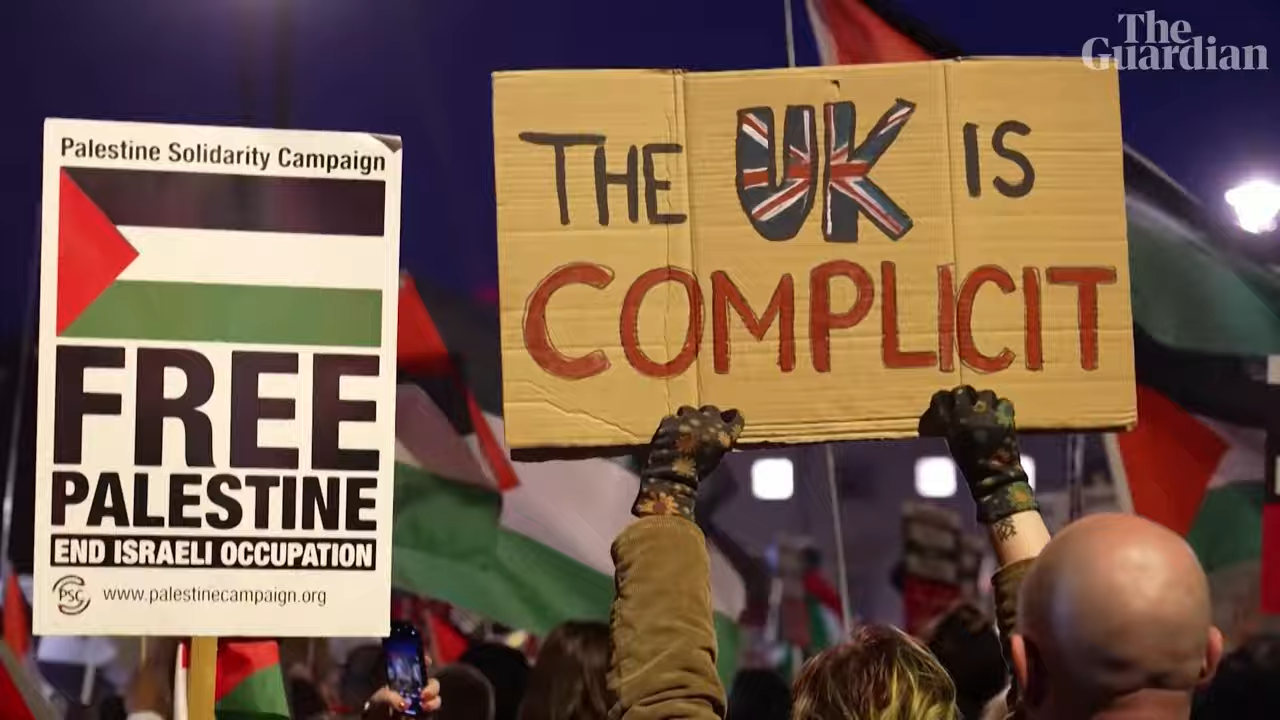 The
Guardian
Palestine Solidarity Campaign
FREE
PALESTINE
END ISRAELI OCCUPATION
PSC
www.palestinecampaign.org
THE UK IS
COMPLICIT